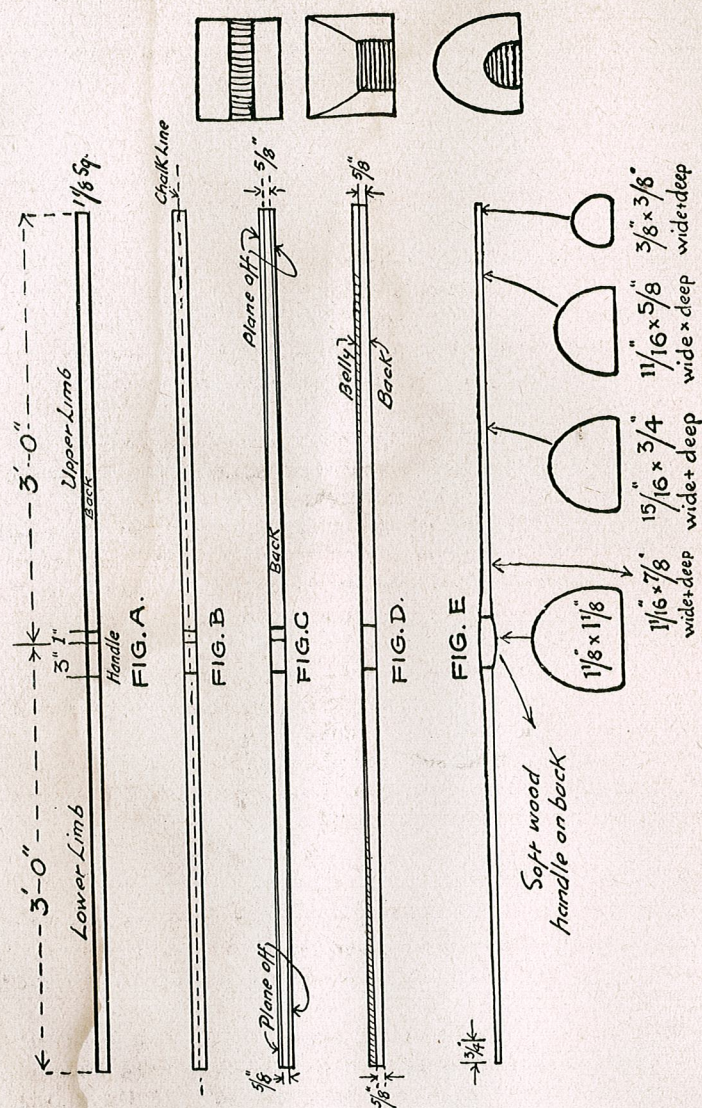 3'-0" 3'-0"
1 1/8 Sq.
3" 1"
Lower Limb
Upper Limb
Back
Handle
FIG. A.
Chalk Line
FIG. B
Plane off
Plane off
5/8"
5/8"
Back
FIG. C
Belly
Back
5/8"
5/8"
FIG. D.
3/4"
FIG. E
Soft wood
handle on back
1 1/8 x 1 1/8"
1 1/16 x 7/8"
wide + deep
15/16 x 3/4"
wide + deep
11/16 x 5/8"
wide x deep
3/8 x 3/8"
wide + deep